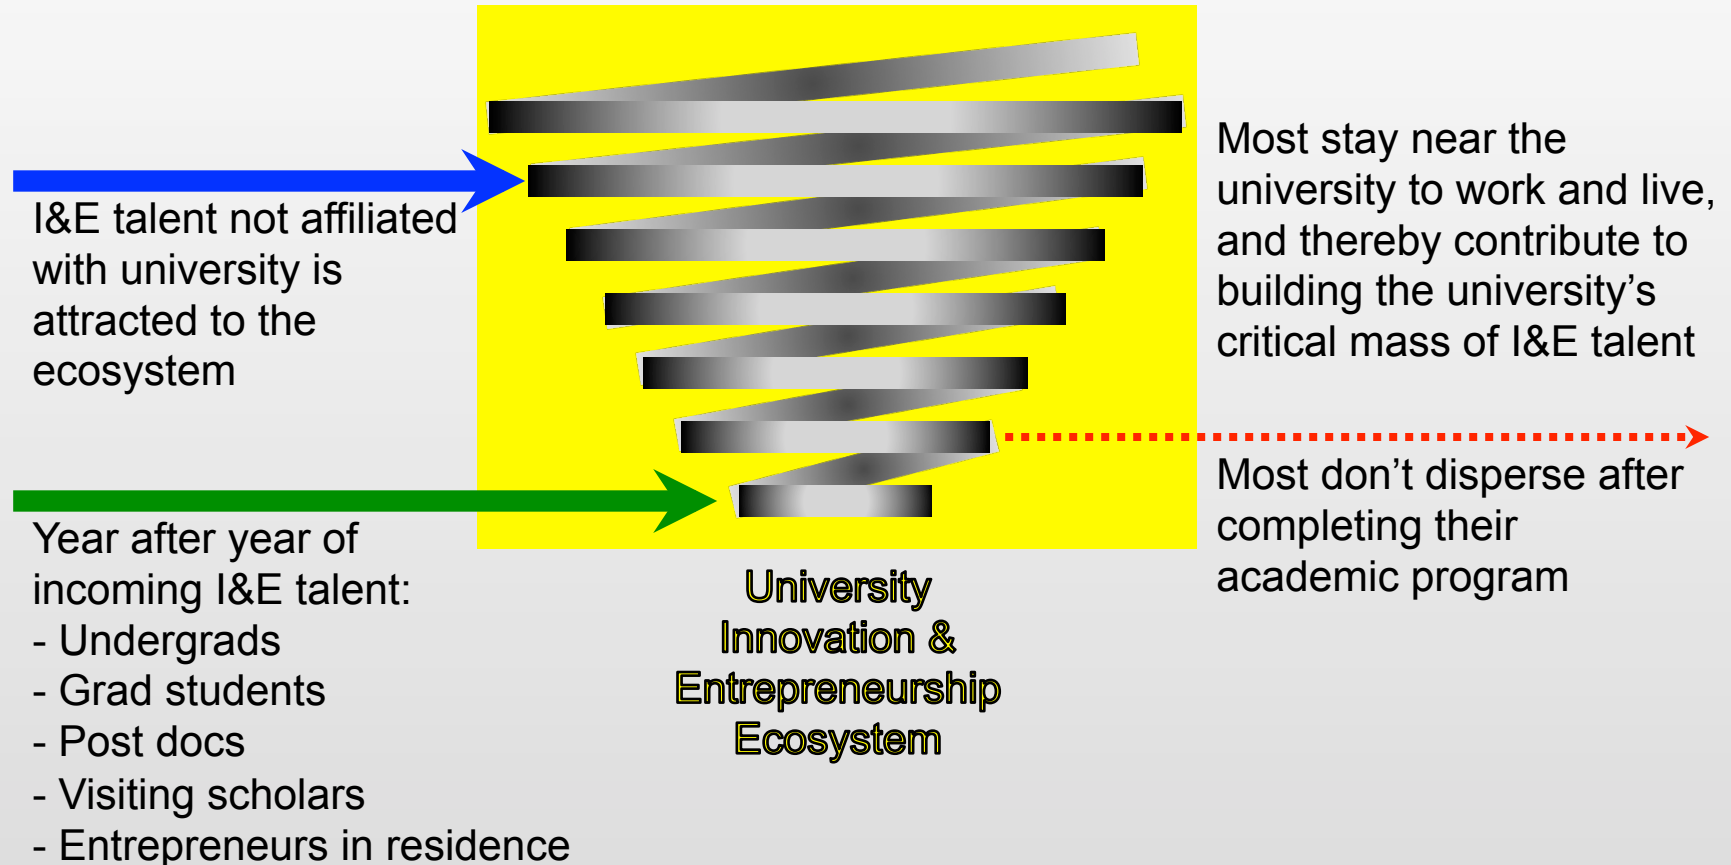 I&E talent not affiliated
with university is
attracted to the
ecosystem
Year after year of
incoming I&E talent:
- Undergrads
- Grad students
- Post docs
- Visiting scholars
- Entrepreneurs in residence
University
Innovation &
Entrepreneurship
Ecosystem
Most stay near the
university to work and live,
and thereby contribute to
building the university’s
critical mass of I&E talent
Most don’t disperse after
completing their
academic program